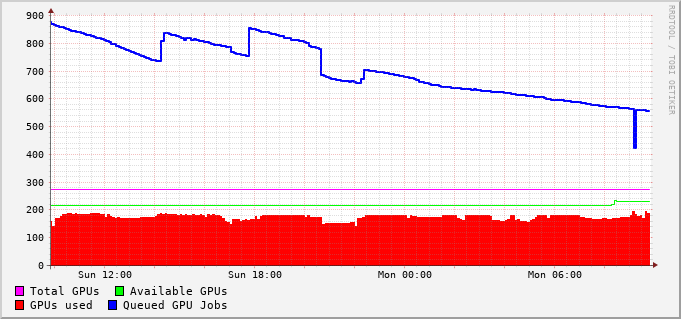 900
800
700
600
500
400
300
200
100
0
Sun 12:00 Sun 18:00 Mon 00:00 Mon 06:00
Total GPUs Available GPUs
GPUs used Queued GPU Jobs
RRDTOOL / TOBI OETIKER